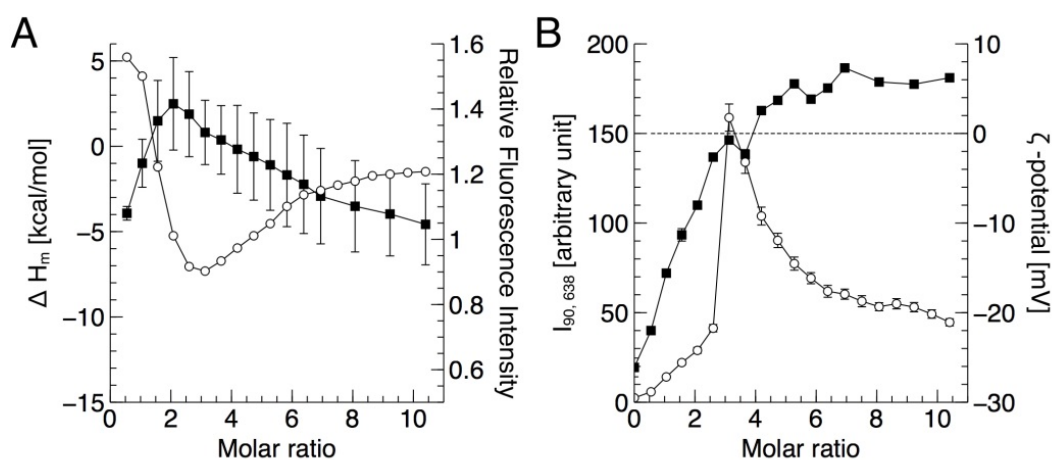 A
5
0
−5
−10
−15
Δ Hm [kcal/mol]
1.6
1.4
1.2
1
0.8
0.6
Relative Fluorescence Intensity
0 2 4 6 8 10
Molar ratio
B
200
150
100
50
0
I90, 638 [arbitrary unit]
10
0
−10
−20
−30
ζ -potential [mV]
0 2 4 6 8 10
Molar ratio